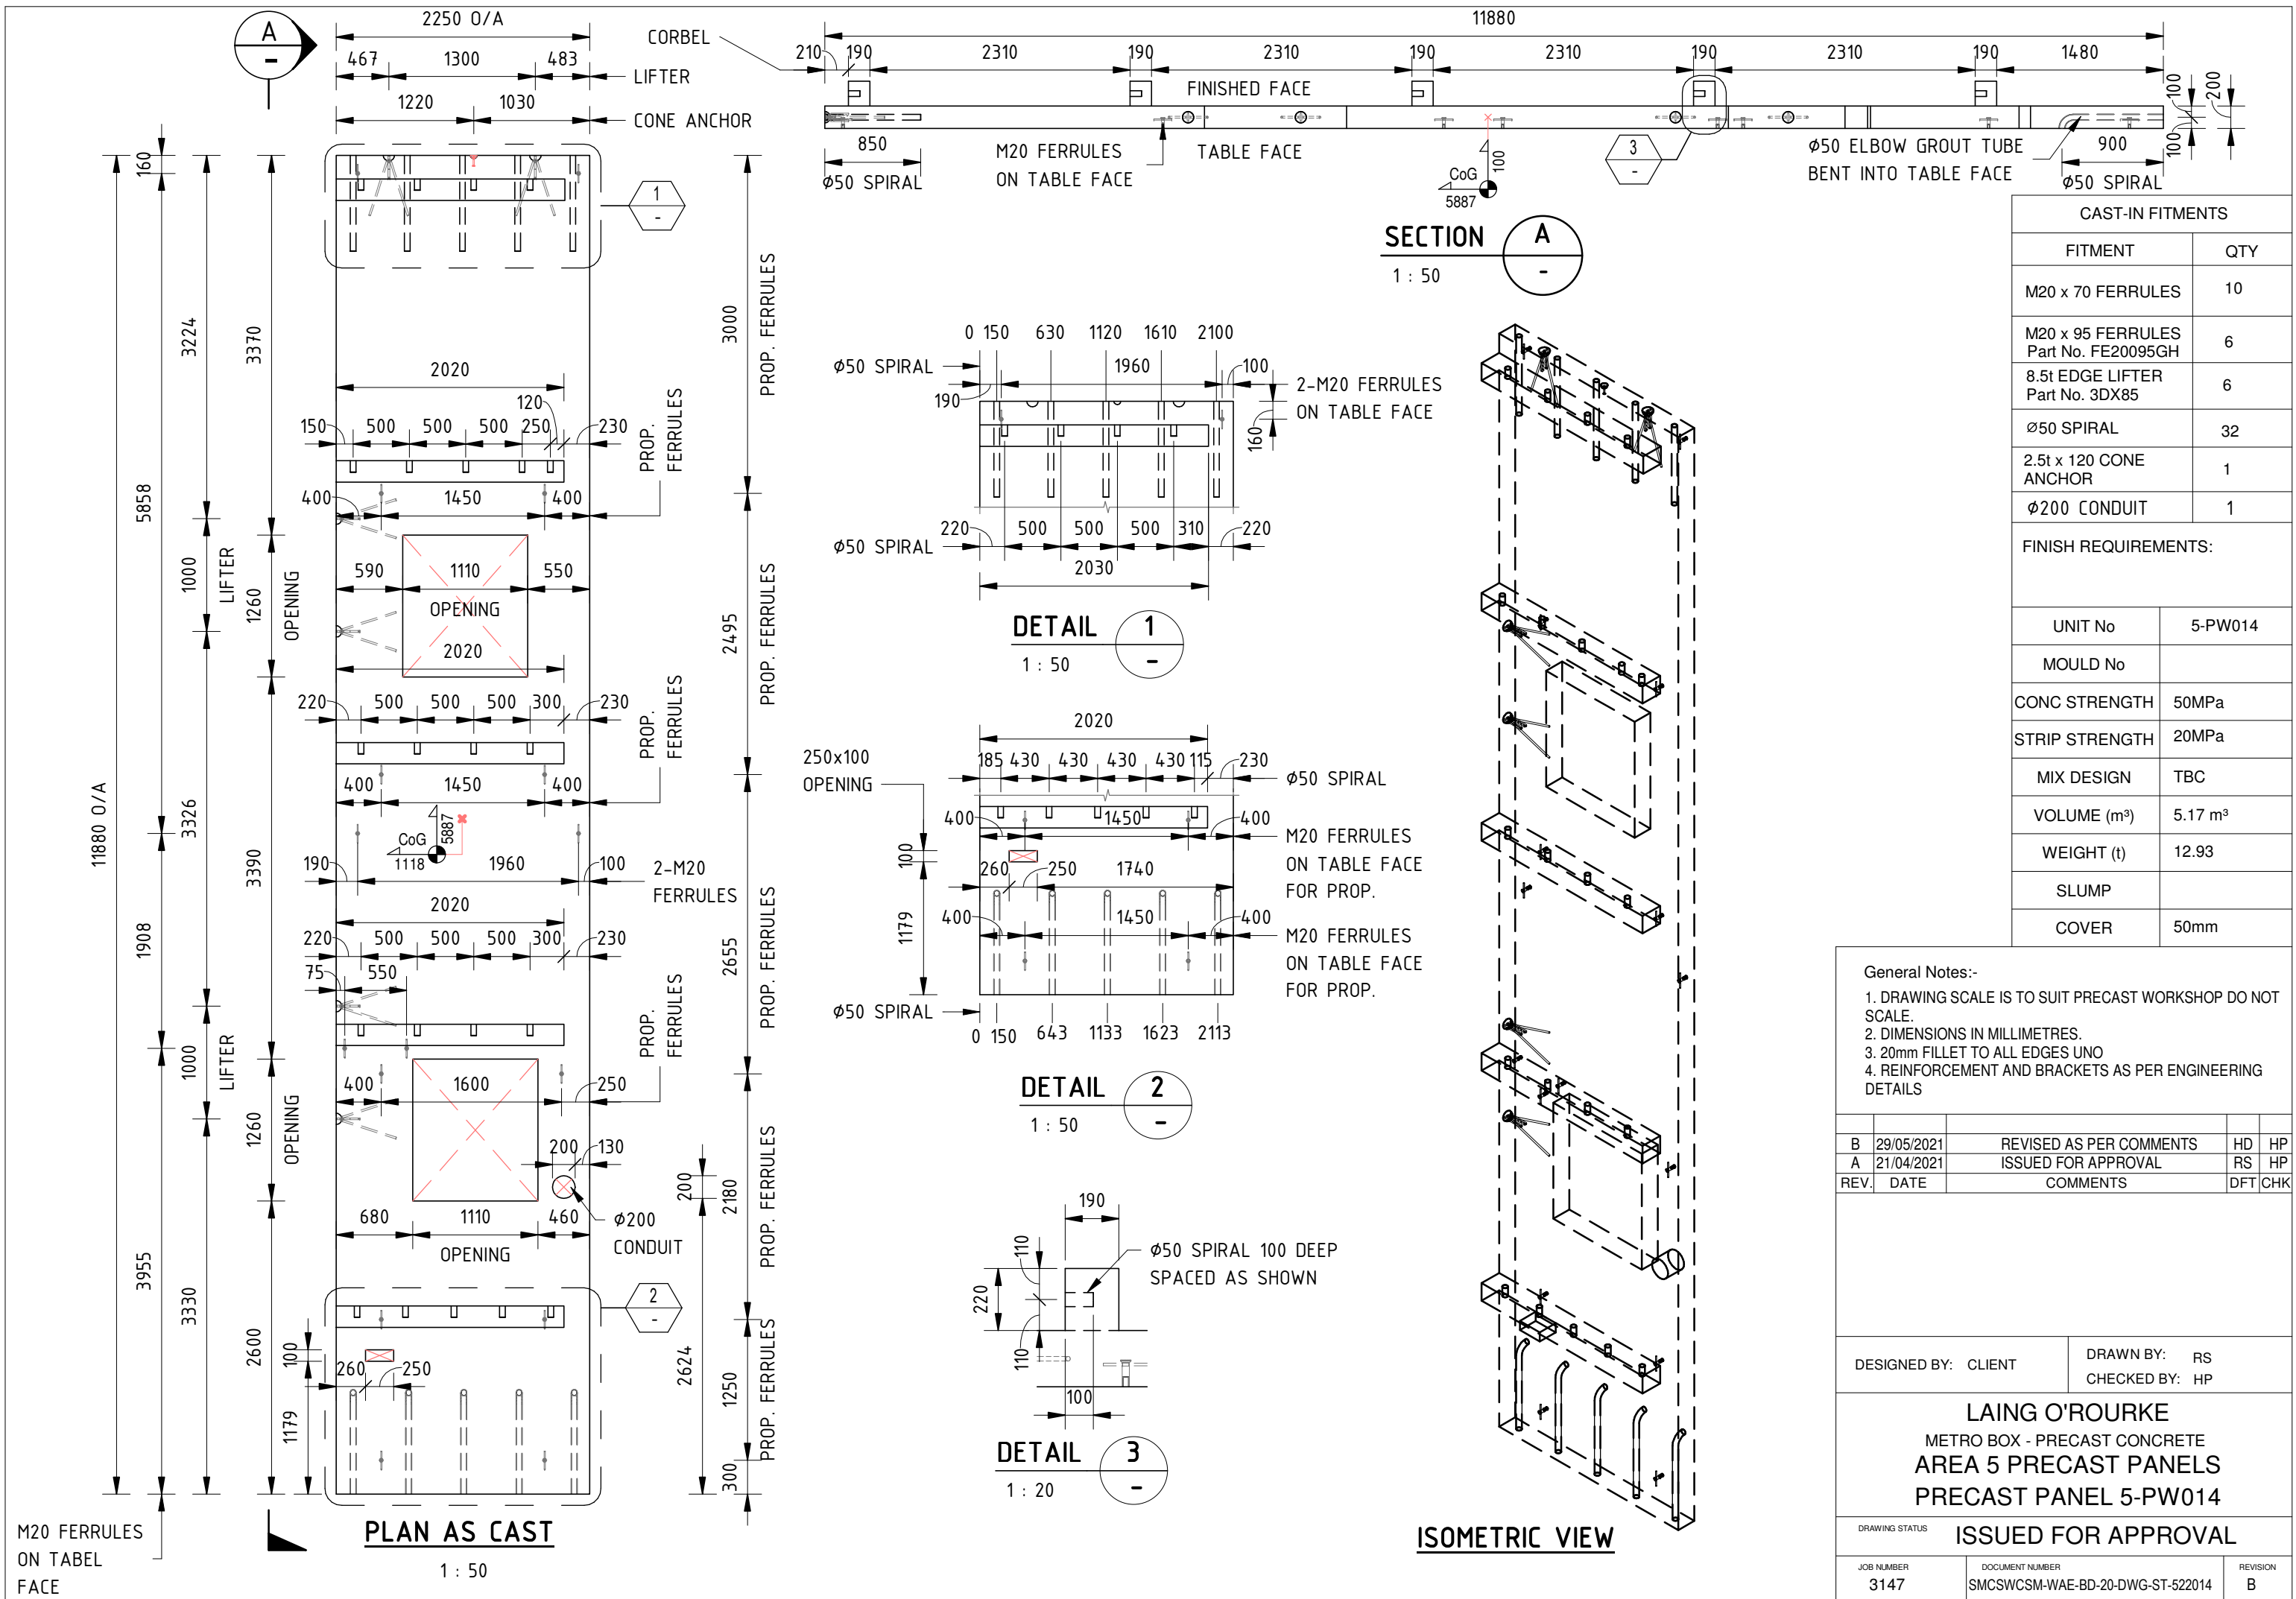 A
-
2250 O/A
467 1300 483
LIFTER
1220 1030
CONE ANCHOR
160
5858
1908
3955
11880 O/A
3224
1000
LIFTER
3326
1000
LIFTER
3330
3370
1260
OPENING
3390
1260
OPENING
2600
1
-
2020
120
150 500 500 500 250 230
PROP.
FERRULES
400 1450 400
590 1110 550
OPENING
2020
220 500 500 500 300 230
PROP.
FERRULES
400 1450 400
CoG
1118
5887
190 1960 100
2-M20
FERRULES
2020
220 500 500 500 300 230
75 550
PROP.
FERRULES
400 1600 250
200 130
200
680 1110 460
OPENING
Φ200
CONDUIT
2624
2
-
100
260 250
1179
3000
PROP. FERRULES
2495
PROP. FERRULES
2655
PROP. FERRULES
2180
PROP. FERRULES
1250
PROP. FERRULES
300
M20 FERRULES
ON TABEL
FACE
PLAN AS CAST
1 : 50
11880
CORBEL
210 190 2310 190 2310 190 2310 190 2310 190 1480
FINISHED FACE
100
100
200
850
Φ50 SPIRAL
M20 FERRULES
ON TABLE FACE
TABLE FACE
CoG
5887
100
3
-
Φ50 ELBOW GROUT TUBE
BENT INTO TABLE FACE
900
Φ50 SPIRAL
SECTION A
-
1 : 50
0 150 630 1120 1610 2100
Φ50 SPIRAL
1960 100
190
2-M20 FERRULES
ON TABLE FACE
160
220 500 500 500 310 220
Φ50 SPIRAL
2030
DETAIL 1
-
1 : 50
2020
250x100
OPENING
185 430 430 430 430 115 230
Φ50 SPIRAL
400 1450 400
M20 FERRULES
ON TABLE FACE
FOR PROP.
100
260 250 1740
1179
400 1450 400
M20 FERRULES
ON TABLE FACE
FOR PROP.
Φ50 SPIRAL
0 150 643 1133 1623 2113
DETAIL 2
-
1 : 50
190
110
220
110
Φ50 SPIRAL 100 DEEP
SPACED AS SHOWN
100
DETAIL 3
-
1 : 20
ISOMETRIC VIEW
CAST-IN FITMENTS
FITMENT QTY
M20 x 70 FERRULES 10
M20 x 95 FERRULES
Part No. FE20095GH 6
8.5t EDGE LIFTER
Part No. 3DX85 6
∅50 SPIRAL 32
2.5t x 120 CONE
ANCHOR 1
Φ200 CONDUIT 1
FINISH REQUIREMENTS:
UNIT No 5-PW014
MOULD No
CONC STRENGTH 50MPa
STRIP STRENGTH 20MPa
MIX DESIGN TBC
VOLUME (m³) 5.17 m³
WEIGHT (t) 12.93
SLUMP
COVER 50mm
General Notes:-
1. DRAWING SCALE IS TO SUIT PRECAST WORKSHOP DO NOT
SCALE.
2. DIMENSIONS IN MILLIMETRES.
3. 20mm FILLET TO ALL EDGES UNO
4. REINFORCEMENT AND BRACKETS AS PER ENGINEERING
DETAILS
B 29/05/2021 REVISED AS PER COMMENTS HD HP
A 21/04/2021 ISSUED FOR APPROVAL RS HP
REV. DATE COMMENTS DFT CHK
DESIGNED BY: CLIENT
DRAWN BY: RS
CHECKED BY: HP
LAING O'ROURKE
METRO BOX - PRECAST CONCRETE
AREA 5 PRECAST PANELS
PRECAST PANEL 5-PW014
DRAWING STATUS ISSUED FOR APPROVAL
JOB NUMBER DOCUMENT NUMBER REVISION
3147 SMCSWCSM-WAE-BD-20-DWG-ST-522014 B